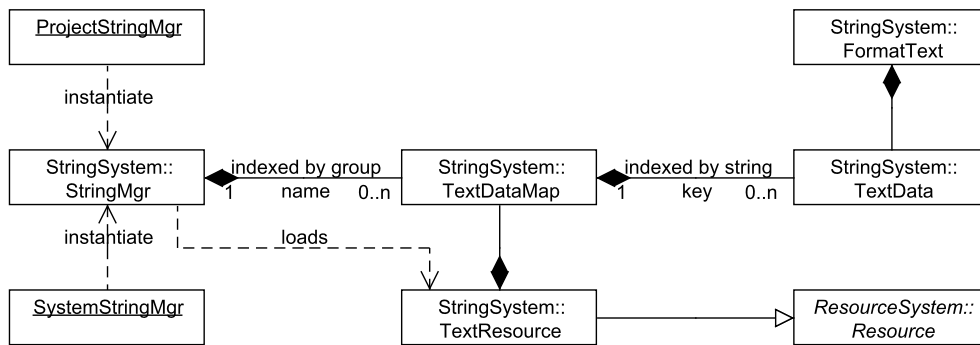 ProjectStringMgr
StringSystem::
FormatText
instantiate
StringSystem::
StringMgr
indexed by group
name
1
0..n
StringSystem::
TextDataMap
indexed by string
key
1
0..n
StringSystem::
TextData
instantiate
loads
SystemStringMgr
StringSystem::
TextResource
ResourceSystem::
Resource